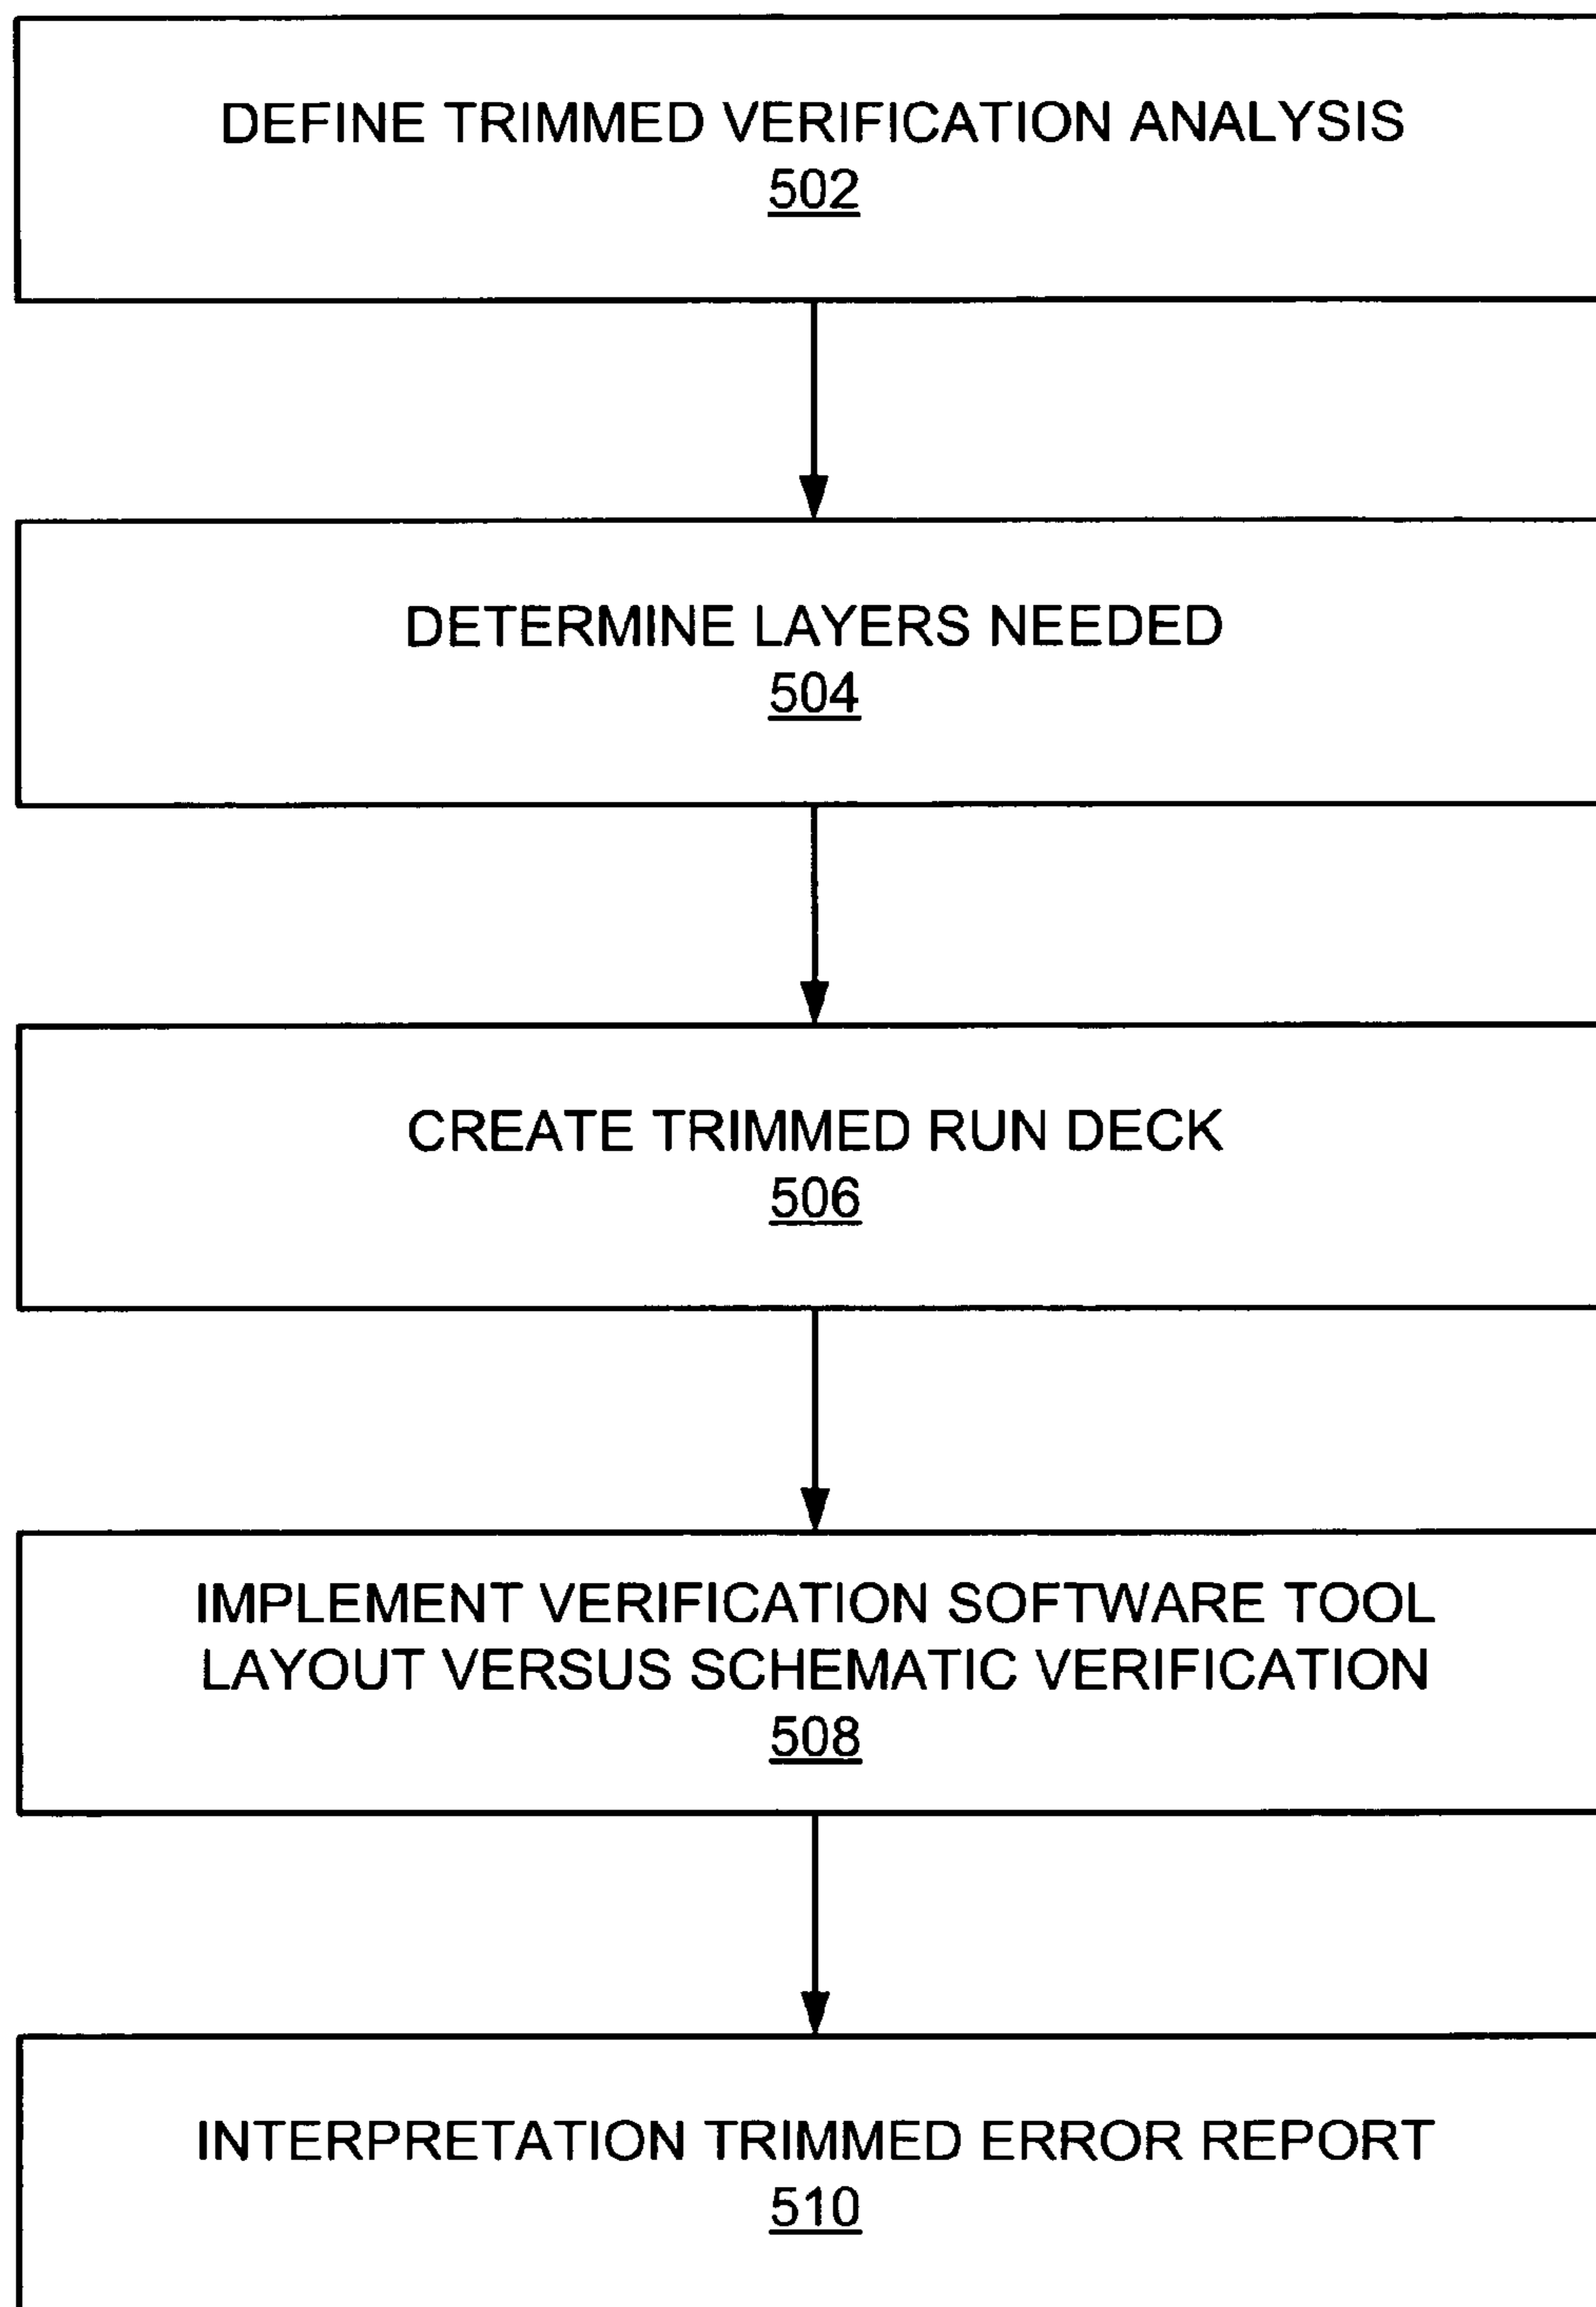 DEFINE TRIMMED VERIFICATION ANALYSIS
502
DETERMINE LAYERS NEEDED
504
CREATE TRIMMED RUN DECK
506
IMPLEMENT VERIFICATION SOFTWARE TOOL
LAYOUT VERSUS SCHEMATIC VERIFICATION
508
INTERPRETATION TRIMMED ERROR REPORT
510